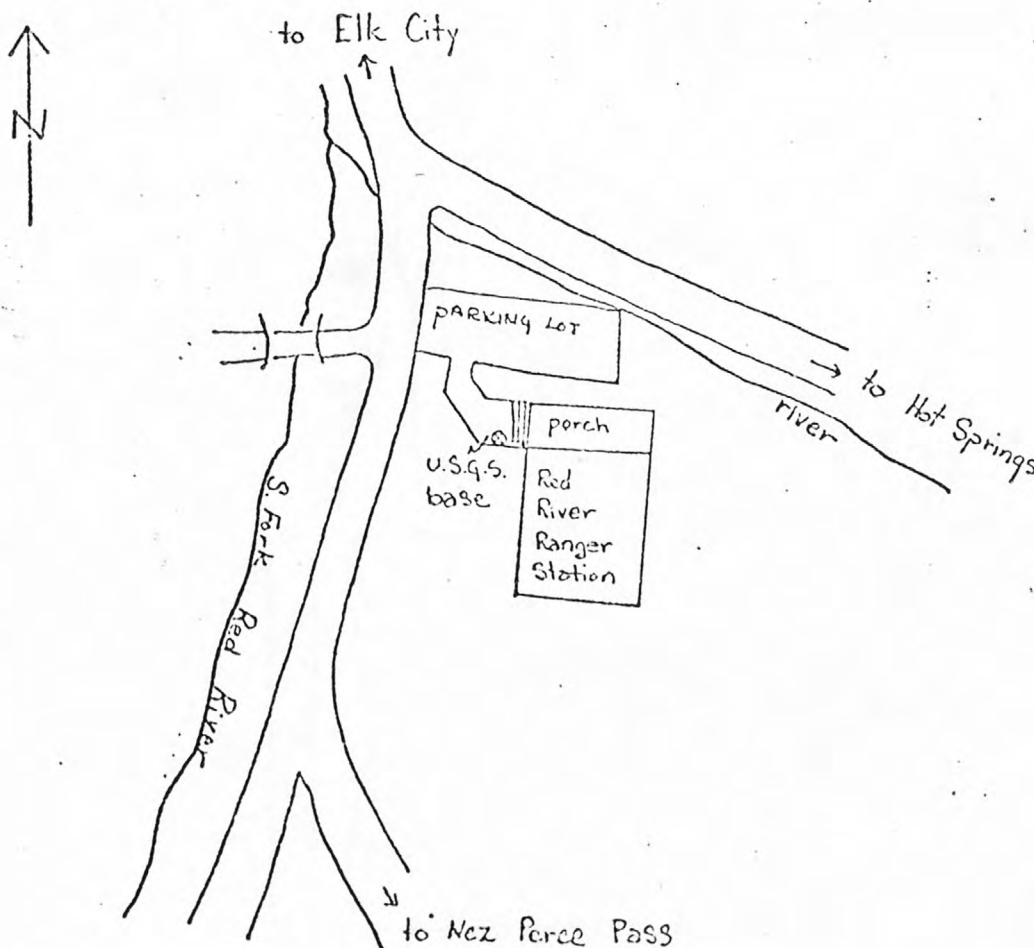 to Elk City
N
PARKING LOT
to Hot Springs
river
porch
U.S.G.S.
base
Red
River
Ranger
Station
S. Fork Red River
to Nez Perce Pass